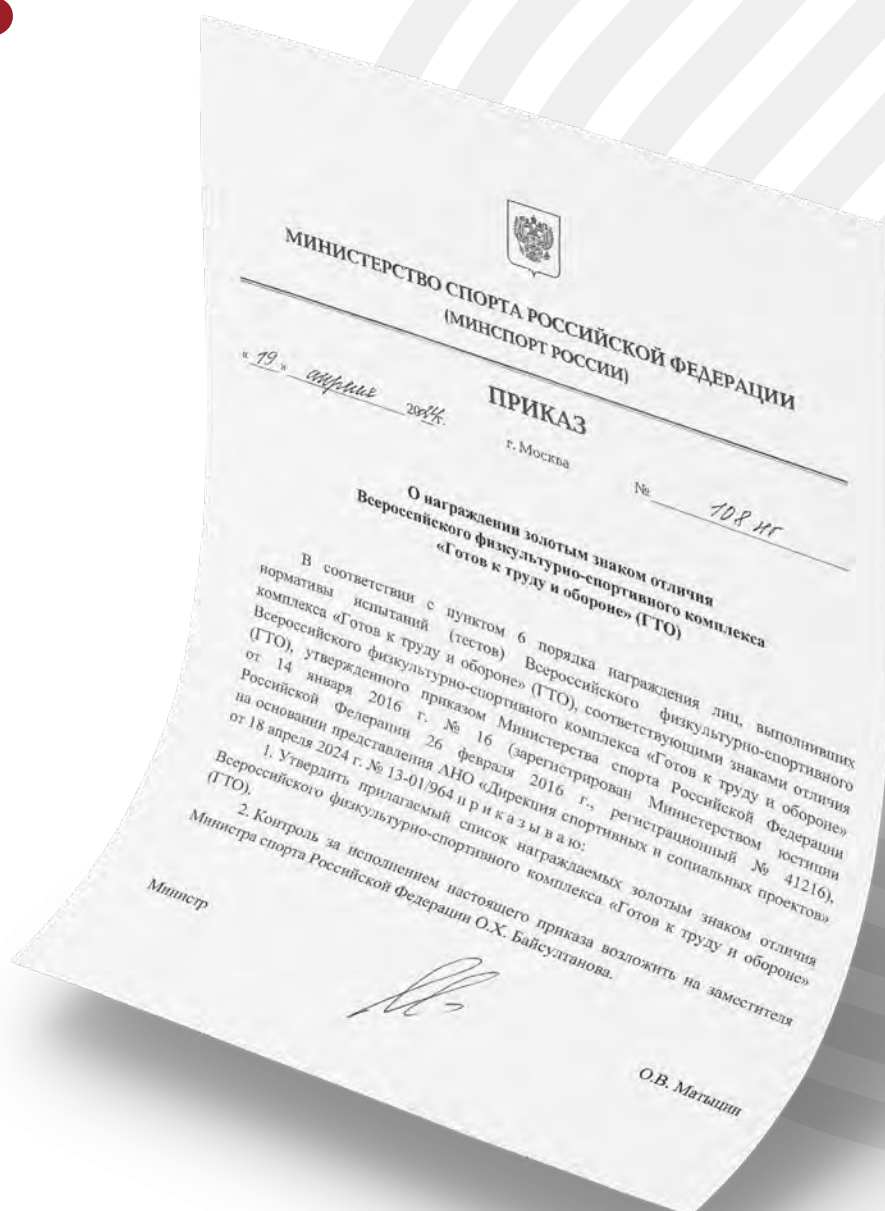 МИНИСТЕРСТВО СПОРТА РОССИЙСКОЙ ФЕДЕРАЦИИ
(МИНСПОРТ РОССИИ)
ПРИКАЗ
« 19 » апреля 2024г.
г. Москва
№ 108 нг
О награждении золотым знаком отличия
Всероссийского физкультурно-спортивного комплекса
«Готов к труду и обороне» (ГТО)
В соответствии с пунктом 6 порядка награждения лиц, выполнивших
нормативы испытаний (тестов) Всероссийского физкультурно-спортивного
комплекса «Готов к труду и обороне» (ГТО), соответствующими знаками отличия
Всероссийского физкультурно-спортивного комплекса «Готов к труду и обороне»
(ГТО), утвержденного приказом Министерства спорта Российской Федерации
от 14 января 2016 г. № 16 (зарегистрирован Министерством юстиции
Российской Федерации 26 февраля 2016 г., регистрационный № 41216),
на основании представления АНО «Дирекция спортивных и социальных проектов»
от 18 апреля 2024 г. № 13-01/964 п р и к а з ы в а ю:
1. Утвердить прилагаемый список награждаемых золотым знаком отличия
Всероссийского физкультурно-спортивного комплекса «Готов к труду и обороне»
(ГТО).
2. Контроль за исполнением настоящего приказа возложить на заместителя
Министра спорта Российской Федерации О.Х. Байсултанова.
Министр
О.В. Матыцин